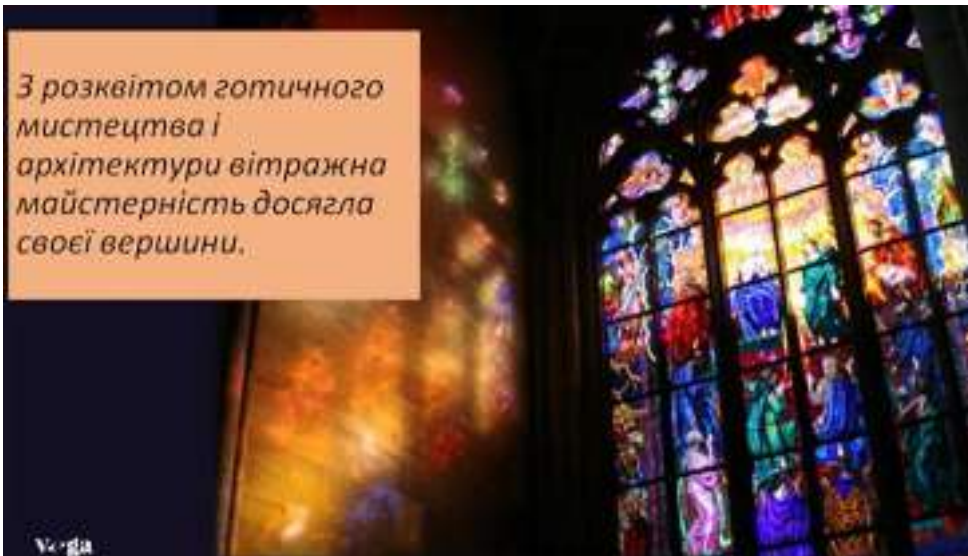 З розквітом готичного
мистецтва і
архітектури вітражна
майстерність досягла
своєї вершини.